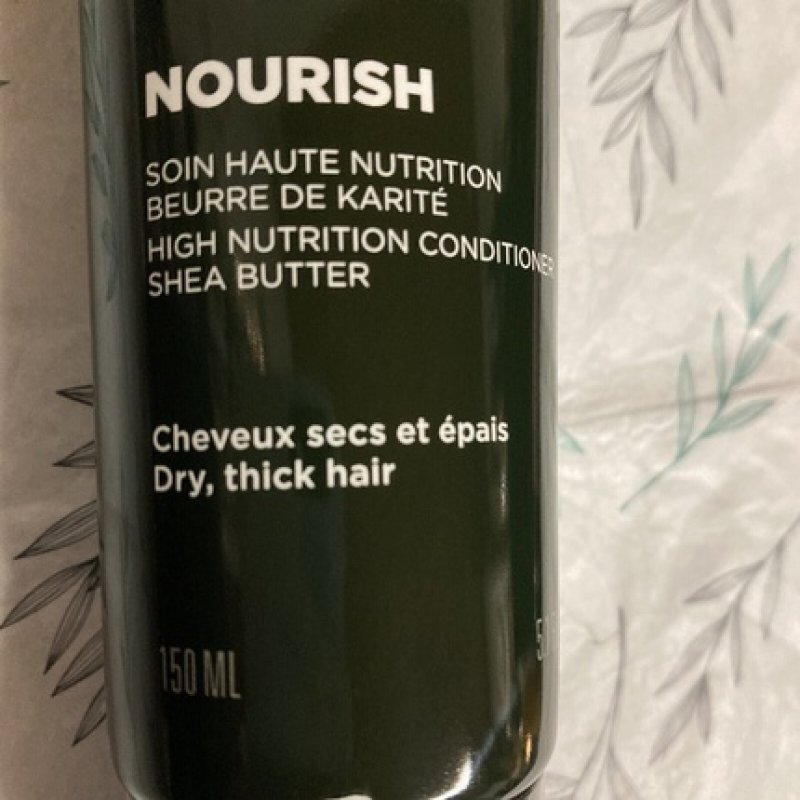 NOURISH
SOIN HAUTE NUTRITION
BEURRE DE KARITÉ
HIGH NUTRITION CONDITIONER
SHEA BUTTER
Cheveux secs et épais
Dry, thick hair
150 ML